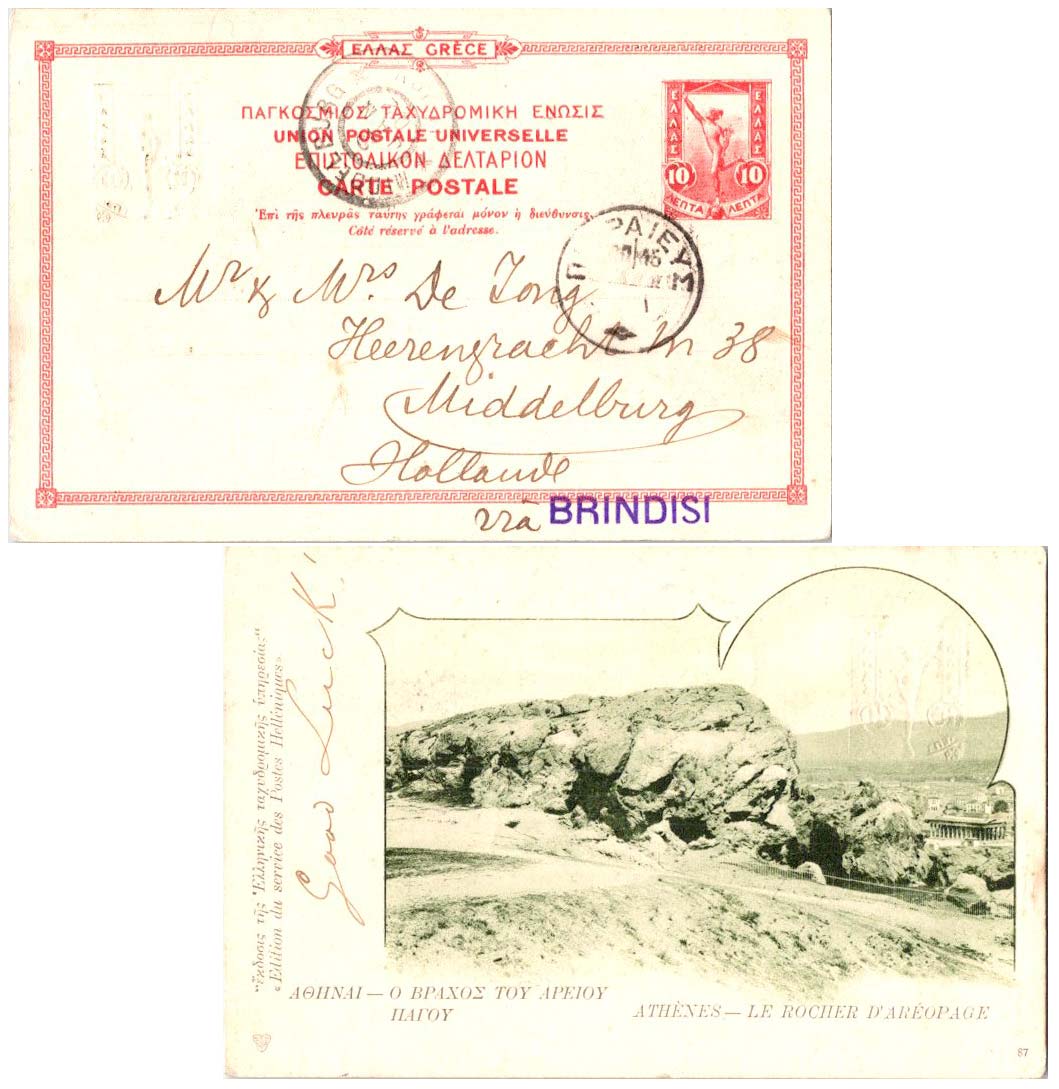 ΕΛΛΑΣ GRÈCE
ΠΑΓΚΟΣΜΙΟΣ ΤΑΧΥΔΡΟΜΙΚΗ ΕΝΩΣΙΣ
UNION POSTALE UNIVERSELLE
ΕΠΙΣΤΟΛΙΚΟΝ ΔΕΛΤΑΡΙΟΝ
CARTE POSTALE
Ἐπὶ τῆς πλευρᾶς ταύτης γράφεται μόνον ἡ διεύθυνσις
Côté réservé à l'adresse.
ΕΛΛΑΣ ΕΛΛΑΣ
10 10
ΛΕΠΤΑ ΛΕΠΤΑ
ΠΕΙΡΑΙΕΥΣ
Mr & Mrs. De Jong
Heerengracht N 38
Middelburg
Hollande
via BRINDISI
Good Luck!
„Ἔκδοσις τῆς Ἑλληνικῆς ταχυδρομικῆς ὑπηρεσίας"
«Edition du service des Postes Helléniques»
ΑΘΗΝΑΙ — Ο ΒΡΑΧΟΣ ΤΟΥ ΑΡΕΙΟΥ
ΠΑΓΟΥ
ATHÈNES — LE ROCHER D'ARÉOPAGE
87